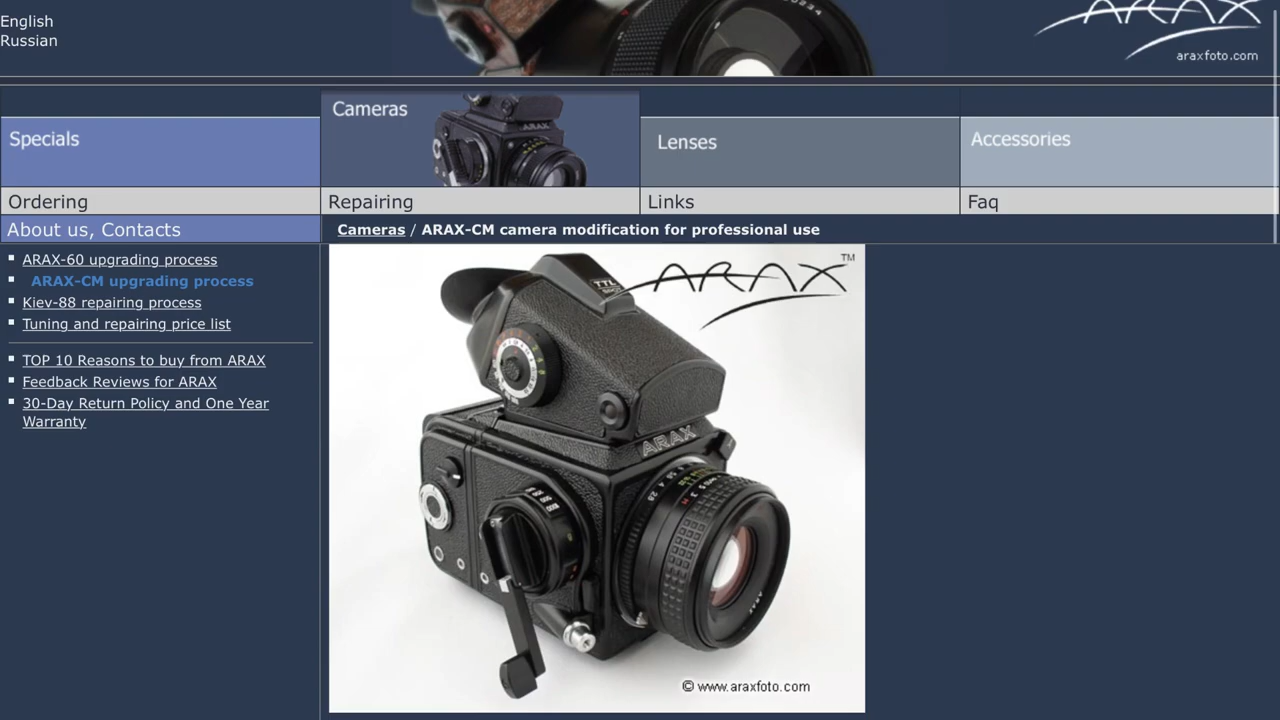 English
Russian
ARAX
araxfoto.com
Cameras
Specials
Lenses
Accessories
Ordering
Repairing
Links
Faq
About us, Contacts
Cameras / ARAX-CM camera modification for professional use
ARAX-60 upgrading process
ARAX-CM upgrading process
Kiev-88 repairing process
Tuning and repairing price list
TOP 10 Reasons to buy from ARAX
Feedback Reviews for ARAX
30-Day Return Policy and One Year
Warranty
ARAX™
TTL
ARAX
© www.araxfoto.com